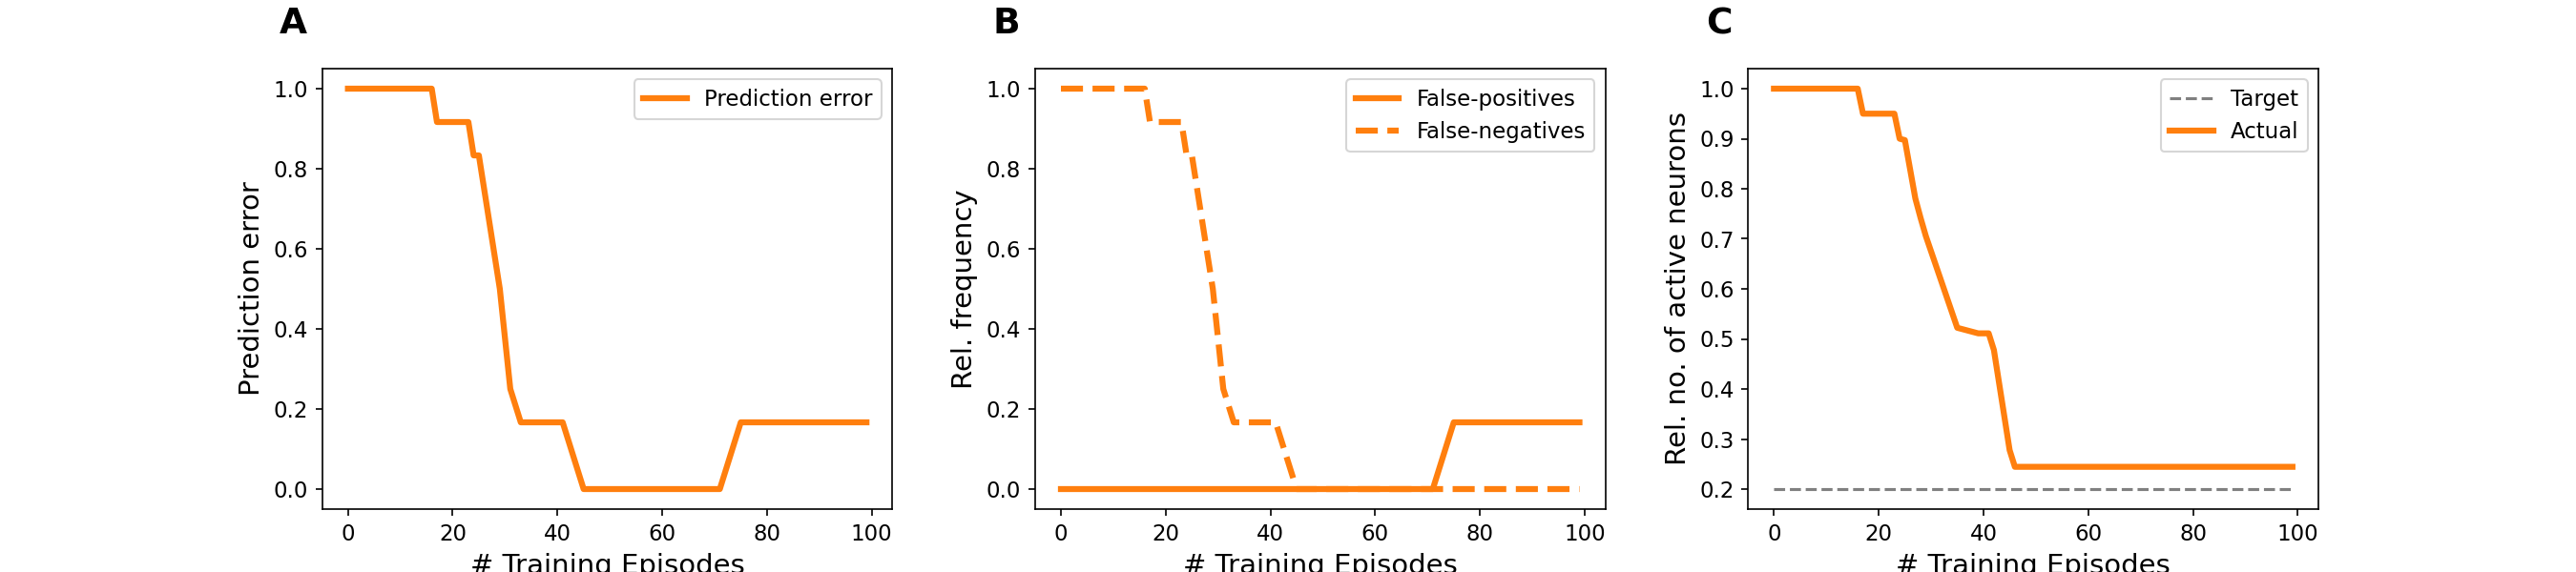 A
Prediction error
1.0
0.8
0.6
0.4
0.2
0.0
0 20 40 60 80 100
# Training Episodes
Prediction error
B
False-positives
False-negatives
1.0
0.8
0.6
0.4
0.2
0.0
0 20 40 60 80 100
# Training Episodes
Rel. frequency
C
Target
Actual
1.0
0.9
0.8
0.7
0.6
0.5
0.4
0.3
0.2
0 20 40 60 80 100
# Training Episodes
Rel. no. of active neurons